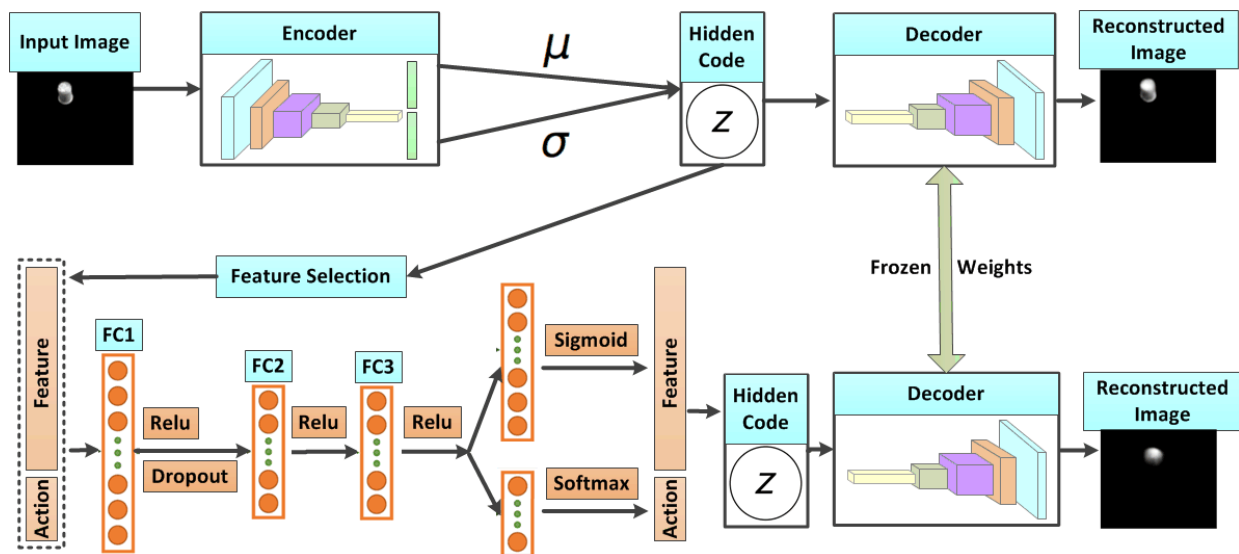 Input Image
Encoder
μ
σ
Hidden
Code
z
Decoder
Reconstructed
Image
Feature Selection
Frozen Weights
Feature
Action
FC1
Relu
Dropout
FC2
Relu
FC3
Relu
Sigmoid
Softmax
Feature
Action
Hidden
Code
z
Decoder
Reconstructed
Image